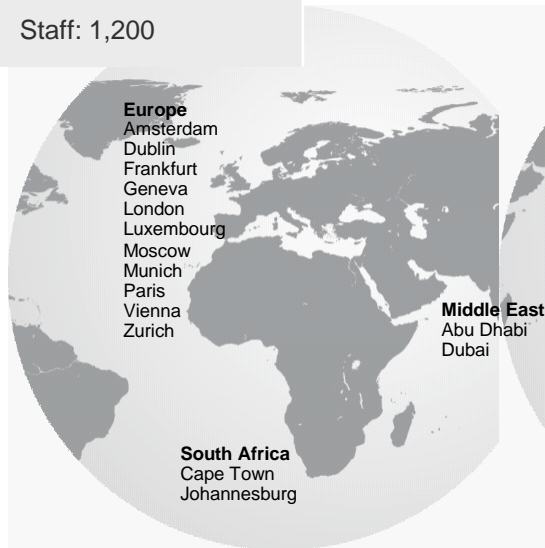 Staff: 1,200
Europe
Amsterdam
Dublin
Frankfurt
Geneva
London
Luxembourg
Moscow
Munich
Paris
Vienna
Zurich
Middle East
Abu Dhabi
Dubai
South Africa
Cape Town
Johannesburg